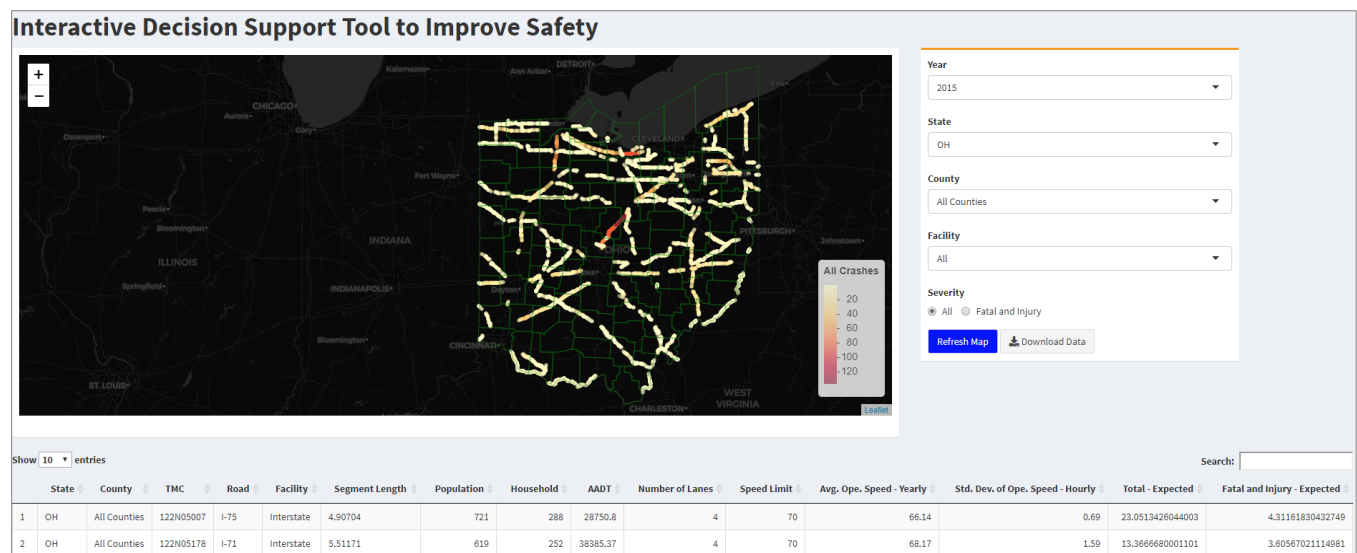 Interactive Decision Support Tool to Improve Safety
+
−
Kalamazoo
Ann Arbor
DETROIT
Erie
CHICAGO
Aurora
Gary
Davenport
CLEVELAND
Fort Wayne
Peoria
Bloomington
INDIANA
OHIO
PITTSBURGH
Johnstown
ILLINOIS
Springfield
INDIANAPOLIS
Dayton
Bloomington
CINCINNATI
ST. LOUIS
WEST
VIRGINIA
CHARLESTON
All Crashes
20
40
60
80
100
120
Leaflet
Year
2015
State
OH
County
All Counties
Facility
All
Severity
All Fatal and Injury
Refresh Map Download Data
Show 10 entries
Search:
State County TMC Road Facility Segment Length Population Household AADT Number of Lanes Speed Limit Avg. Ope. Speed - Yearly Std. Dev. of Ope. Speed - Hourly Total - Expected Fatal and Injury - Expected
1 OH All Counties 122N05007 I-75 Interstate 4.90704 721 288 28750.8 4 70 66.14 0.69 23.0513426044003 4.31161830432749
2 OH All Counties 122N05178 I-71 Interstate 5.51171 619 252 38385.37 4 70 68.17 1.59 13.3666680001101 3.60567021114981